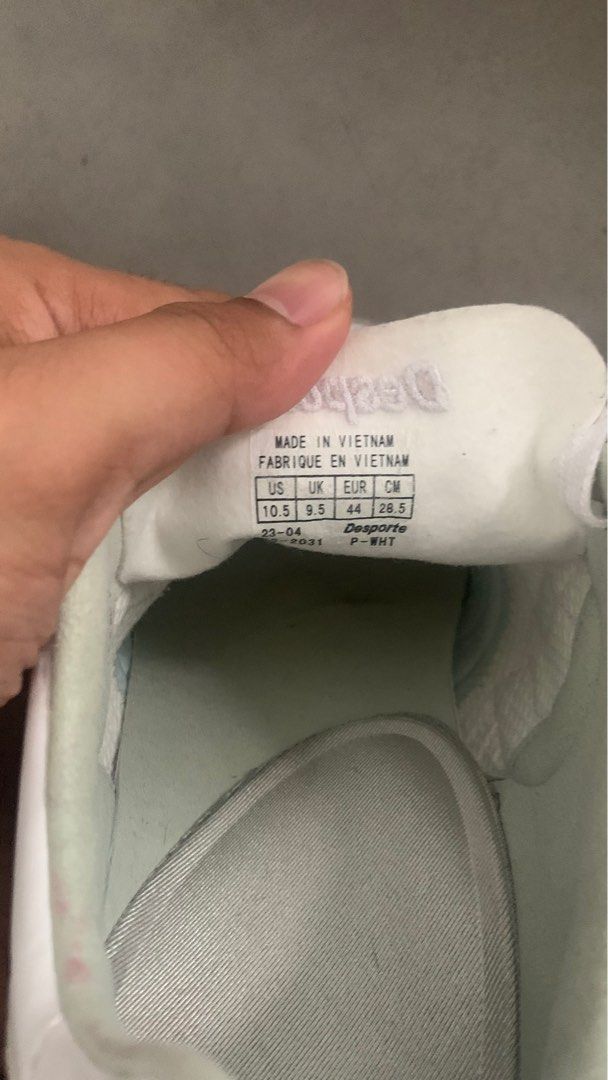 MADE IN VIETNAM
FABRIQUE EN VIETNAM
US UK EUR CM
10.5 9.5 44 28.5
23-04 Desporte
P-WHT